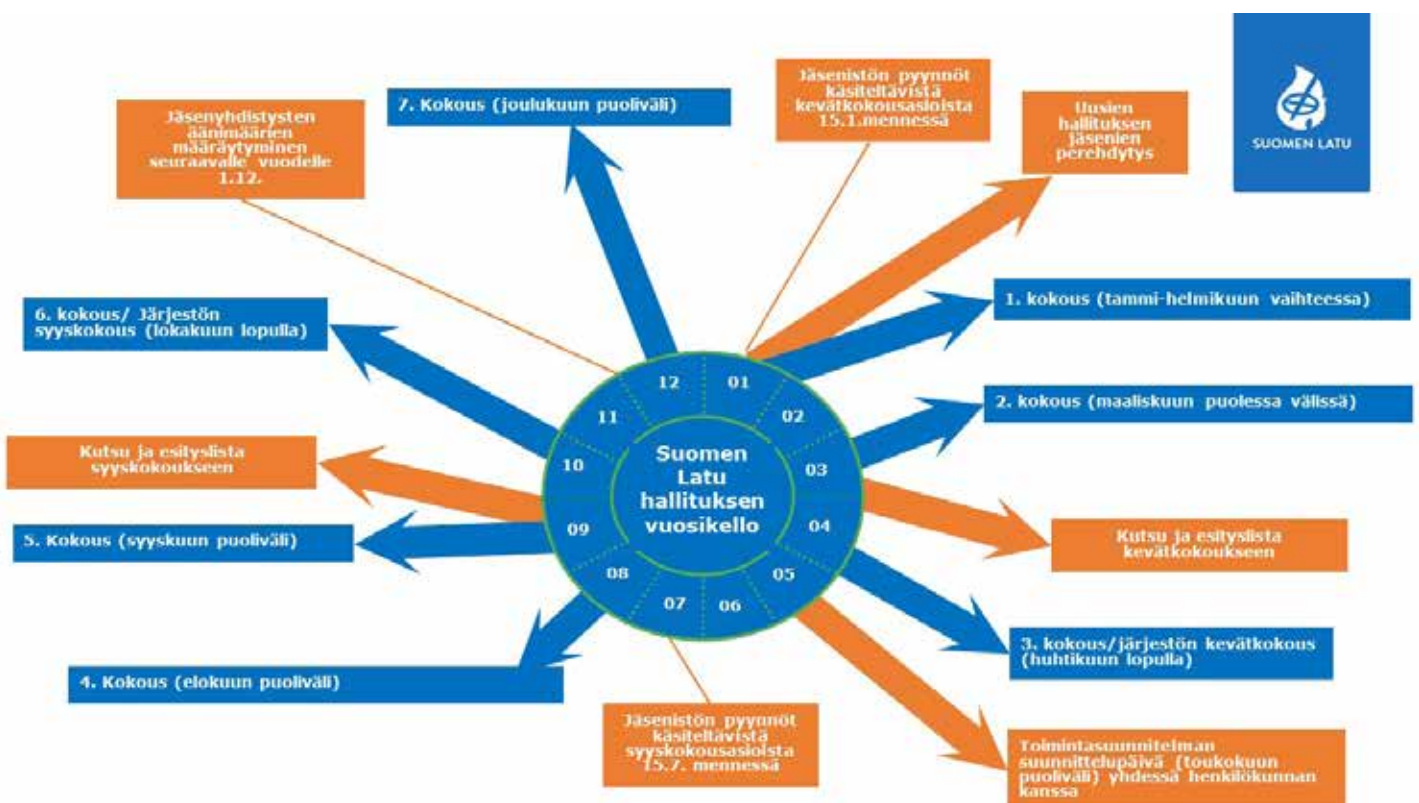 7. Kokous (joulukuun puoliväli)
Jäsenistön pyynnöt
käsiteltävistä
kevätkokousasioista
15.1.mennessä
Uusien
hallituksen
jäsenien
perehdytys
SUOMEN LATU
Jäsenyhdistysten
äänimäärien
määräytyminen
seuraavalle vuodelle
1.12.
1. kokous (tammi-helmikuun vaihteessa)
6. kokous/ Järjestön
syyskokous (lokakuun lopulla)
2. kokous (maaliskuun puolessa välissä)
12
01
11
02
10
03
09
04
08
05
07
06
Suomen
Latu
hallituksen
vuosikello
Kutsu ja esityslista
syyskokoukseen
5. Kokous (syyskuun puoliväli)
Kutsu ja esityslista
kevätkokoukseen
3. kokous/järjestön kevätkokous
(huhtikuun lopulla)
4. Kokous (elokuun puoliväli)
Jäsenistön pyynnöt
käsiteltävistä
syyskokousasioista
15.7. mennessä
Toimintasuunnitelman
suunnittelupäivä (toukokuun
puoliväli) yhdessä henkilökunnan
kanssa